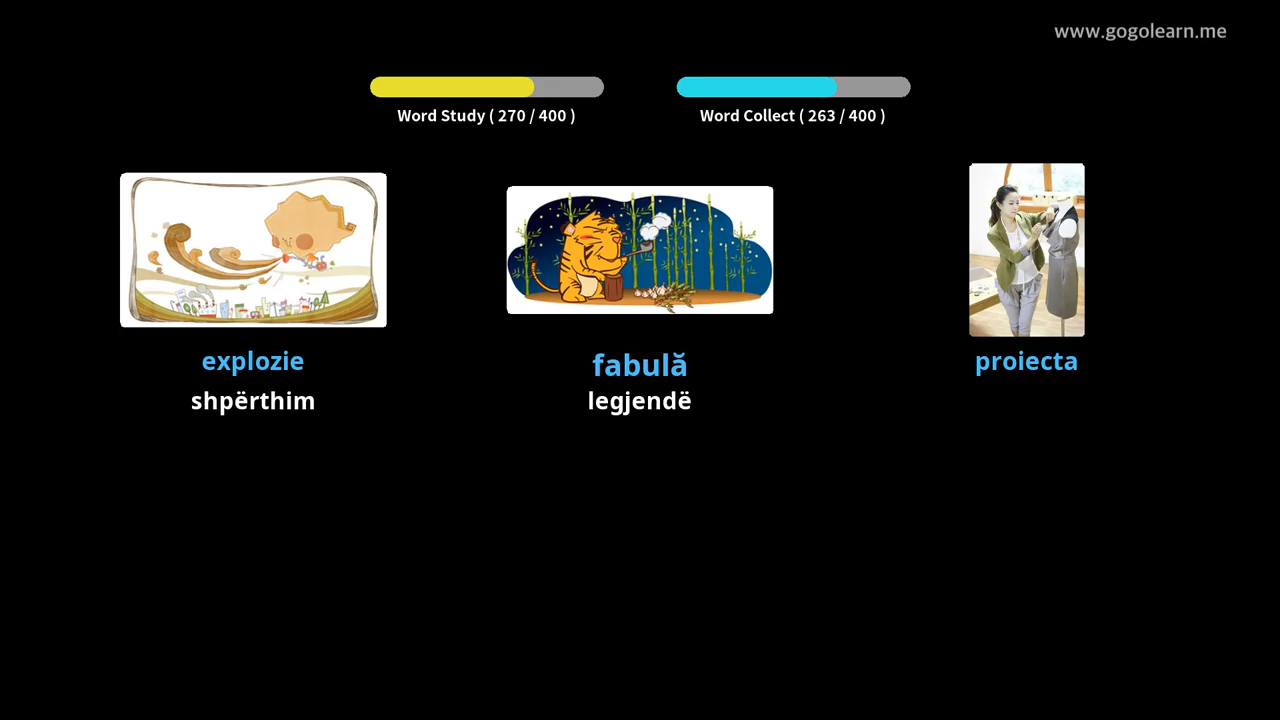 www.gogolearn.me
Word Study ( 270 / 400 )
Word Collect ( 263 / 400 )
explozie
shpërthim
fabulă
legjendë
proiecta